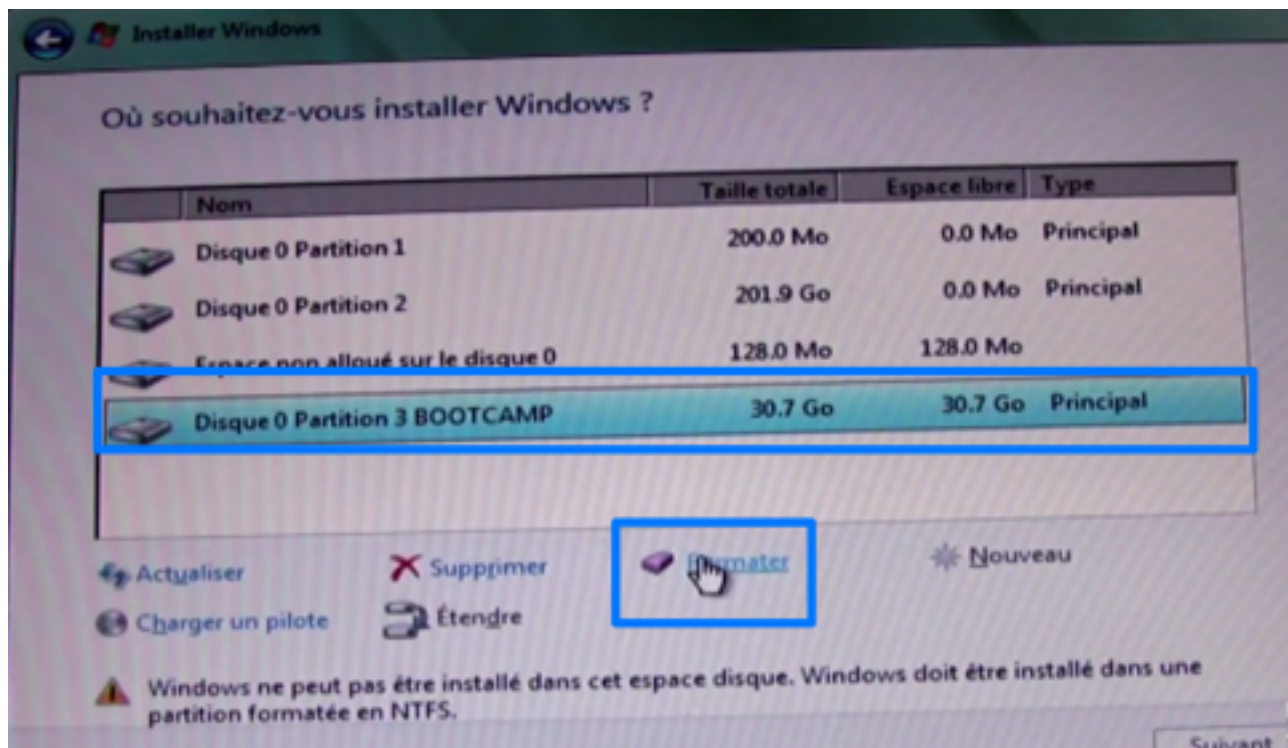 Installer Windows
Où souhaitez-vous installer Windows ?
Nom Taille totale Espace libre Type
Disque 0 Partition 1 200.0 Mo 0.0 Mo Principal
Disque 0 Partition 2 201.9 Go 0.0 Mo Principal
Espace non alloué sur le disque 0 128.0 Mo 128.0 Mo
Disque 0 Partition 3 BOOTCAMP 30.7 Go 30.7 Go Principal
Actualiser Supprimer Formater Nouveau
Charger un pilote Étendre
Windows ne peut pas être installé dans cet espace disque. Windows doit être installé dans une
partition formatée en NTFS.
Suivant